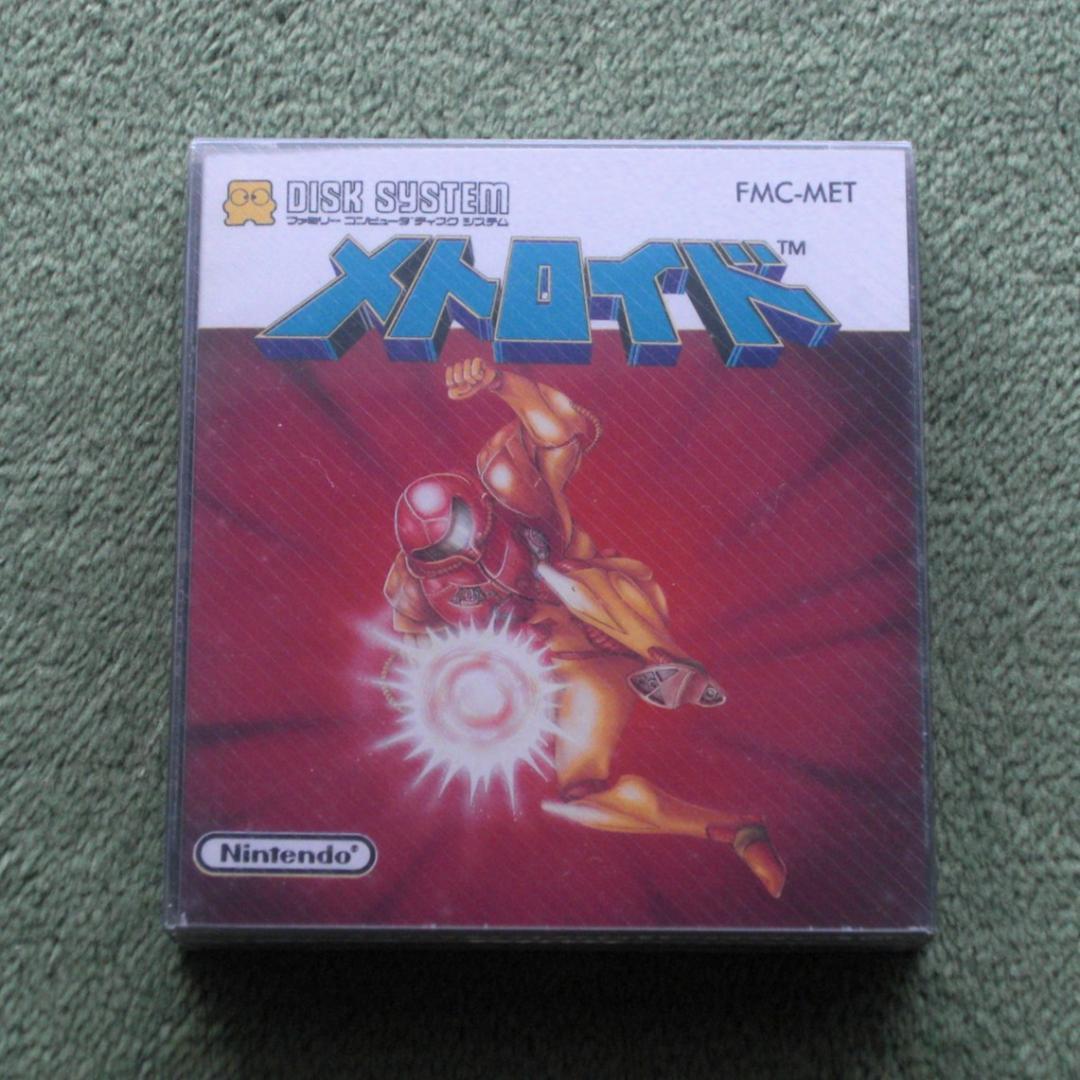 DISK SYSTEM
ファミリー コンピュータ ディスク システム
FMC-MET
メトロイド™
Nintendo®